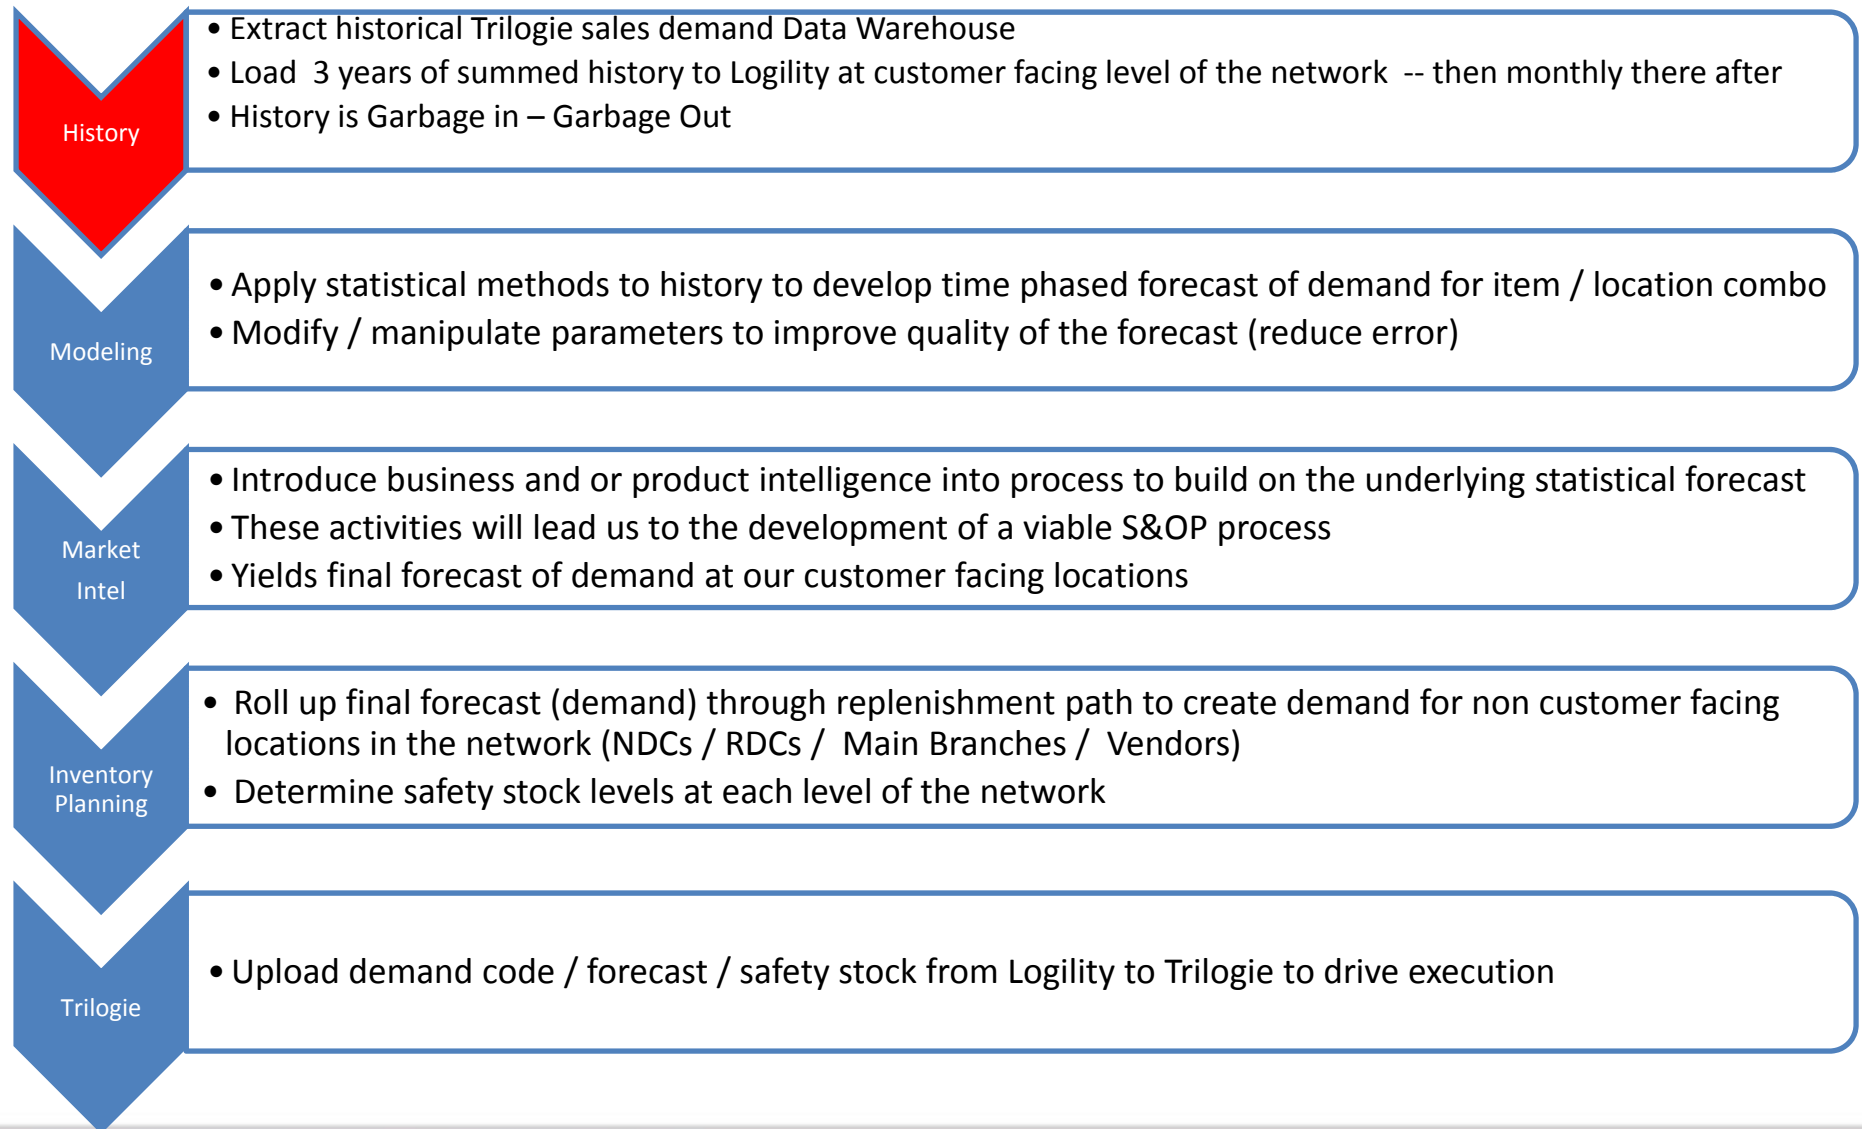 • Extract historical Trilogie sales demand Data Warehouse
• Load  3 years of summed history to Logility at customer facing level of the network  -- then monthly there after
• History is Garbage in – Garbage Out
History
• Apply statistical methods to history to develop time phased forecast of demand for item / location combo
• Modify / manipulate parameters to improve quality of the forecast (reduce error)
Modeling
• Introduce business and or product intelligence into process to build on the underlying statistical forecast
• These activities will lead us to the development of a viable S&OP process
• Yields final forecast of demand at our customer facing locations
Market
Intel
• Roll up final forecast (demand) through replenishment path to create demand for non customer facing
locations in the network (NDCs / RDCs /  Main Branches /  Vendors)
• Determine safety stock levels at each level of the network
Inventory
Planning
• Upload demand code / forecast / safety stock from Logility to Trilogie to drive execution
Trilogie